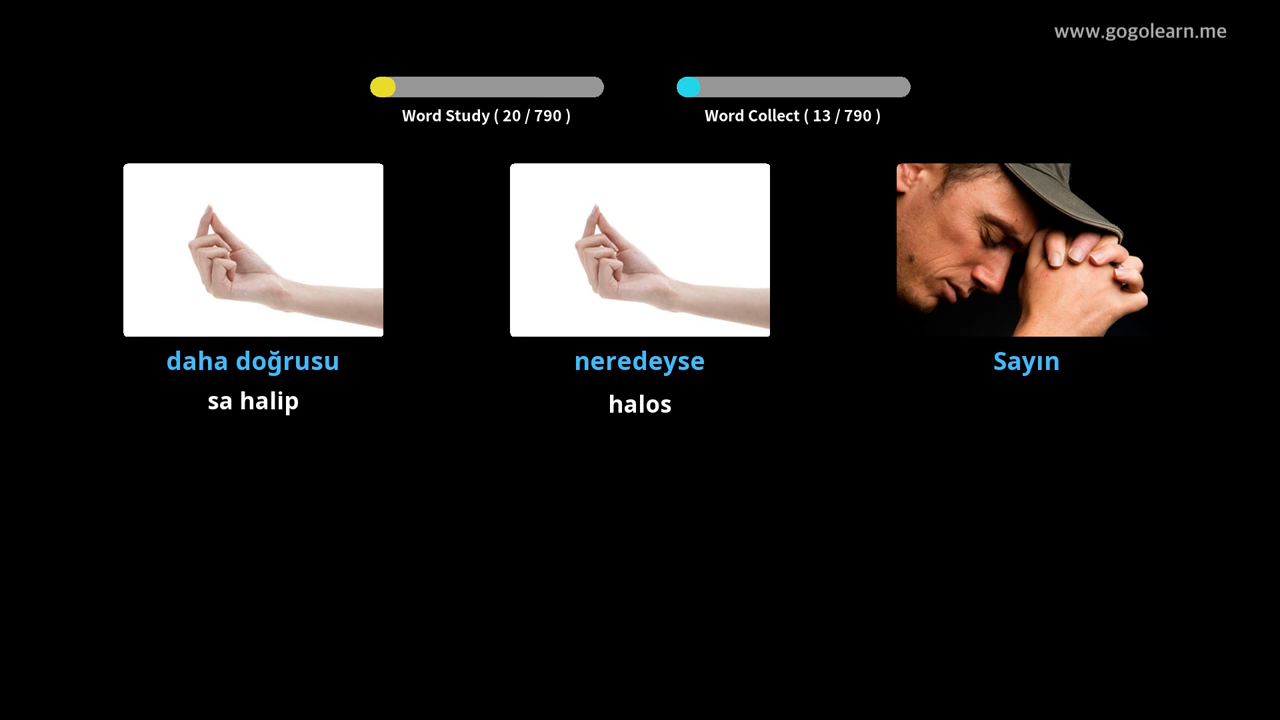 www.gogolearn.me
Word Study ( 20 / 790 )
Word Collect ( 13 / 790 )
daha doğrusu
neredeyse
Sayın
sa halip
halos